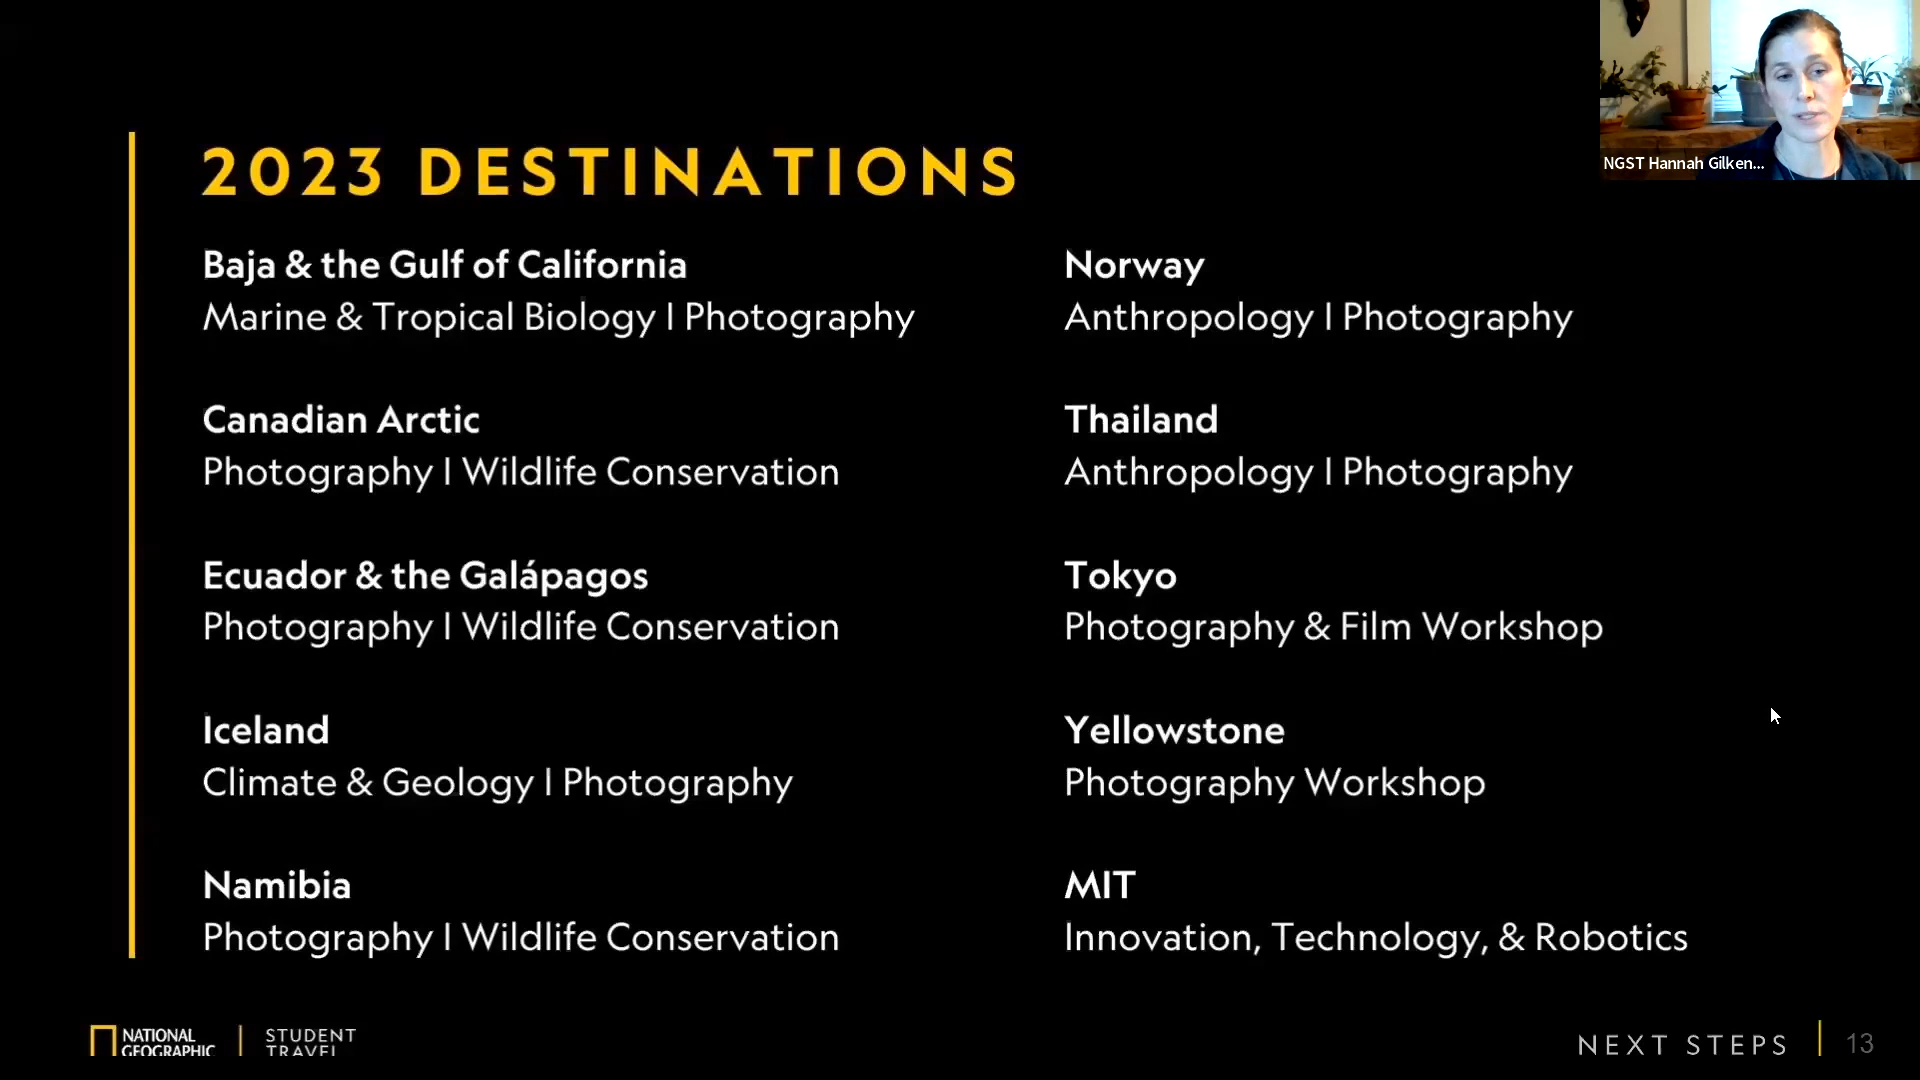 NGST Hannah Gilken...
2023 DESTINATIONS
Baja & the Gulf of California
Marine & Tropical Biology | Photography
Canadian Arctic
Photography | Wildlife Conservation
Ecuador & the Galápagos
Photography | Wildlife Conservation
Iceland
Climate & Geology | Photography
Namibia
Photography | Wildlife Conservation
Norway
Anthropology | Photography
Thailand
Anthropology | Photography
Tokyo
Photography & Film Workshop
Yellowstone
Photography Workshop
MIT
Innovation, Technology, & Robotics
NATIONAL
GEOGRAPHIC
STUDENT
TRAVEL
NEXT STEPS
13